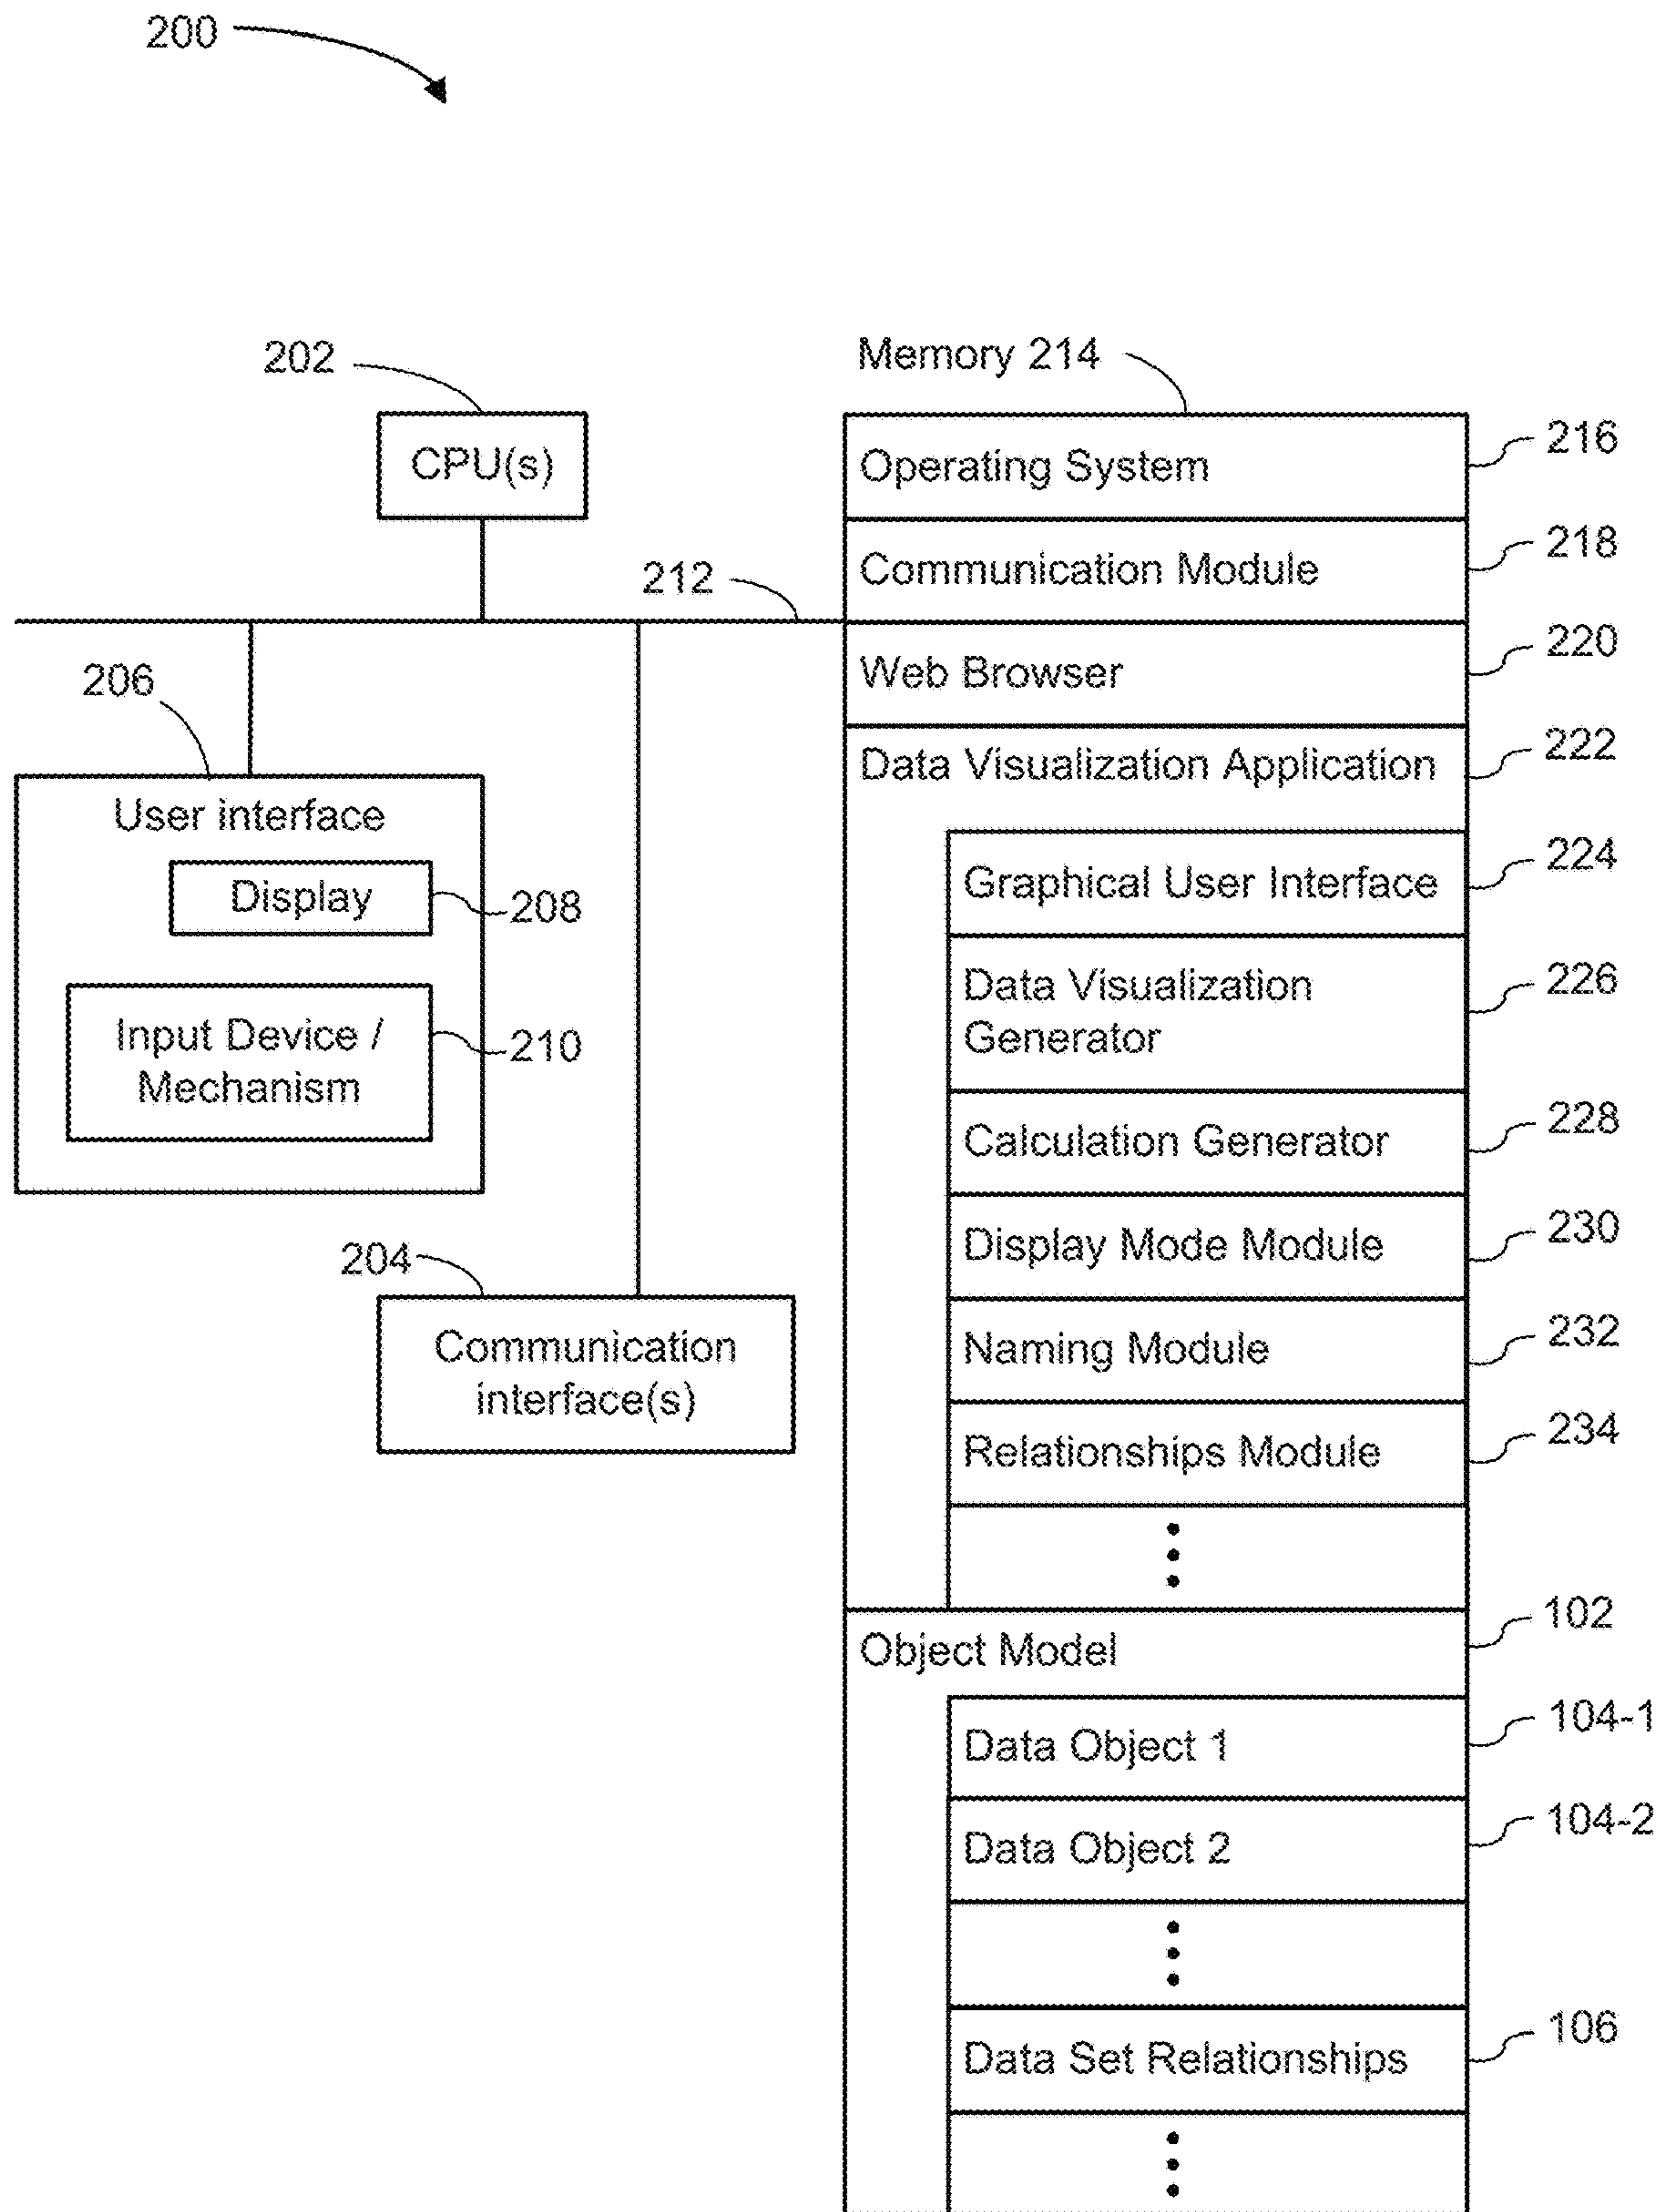 200
202
CPU(s)
212
206
User interface
Display
208
Input Device /
Mechanism
210
204
Communication
interface(s)
Memory 214
Operating System
216
Communication Module
218
Web Browser
220
Data Visualization Application
222
Graphical User Interface
224
Data Visualization
Generator
226
Calculation Generator
228
Display Mode Module
230
Naming Module
232
Relationships Module
234
Object Model
102
Data Object 1
104-1
Data Object 2
104-2
Data Set Relationships
106